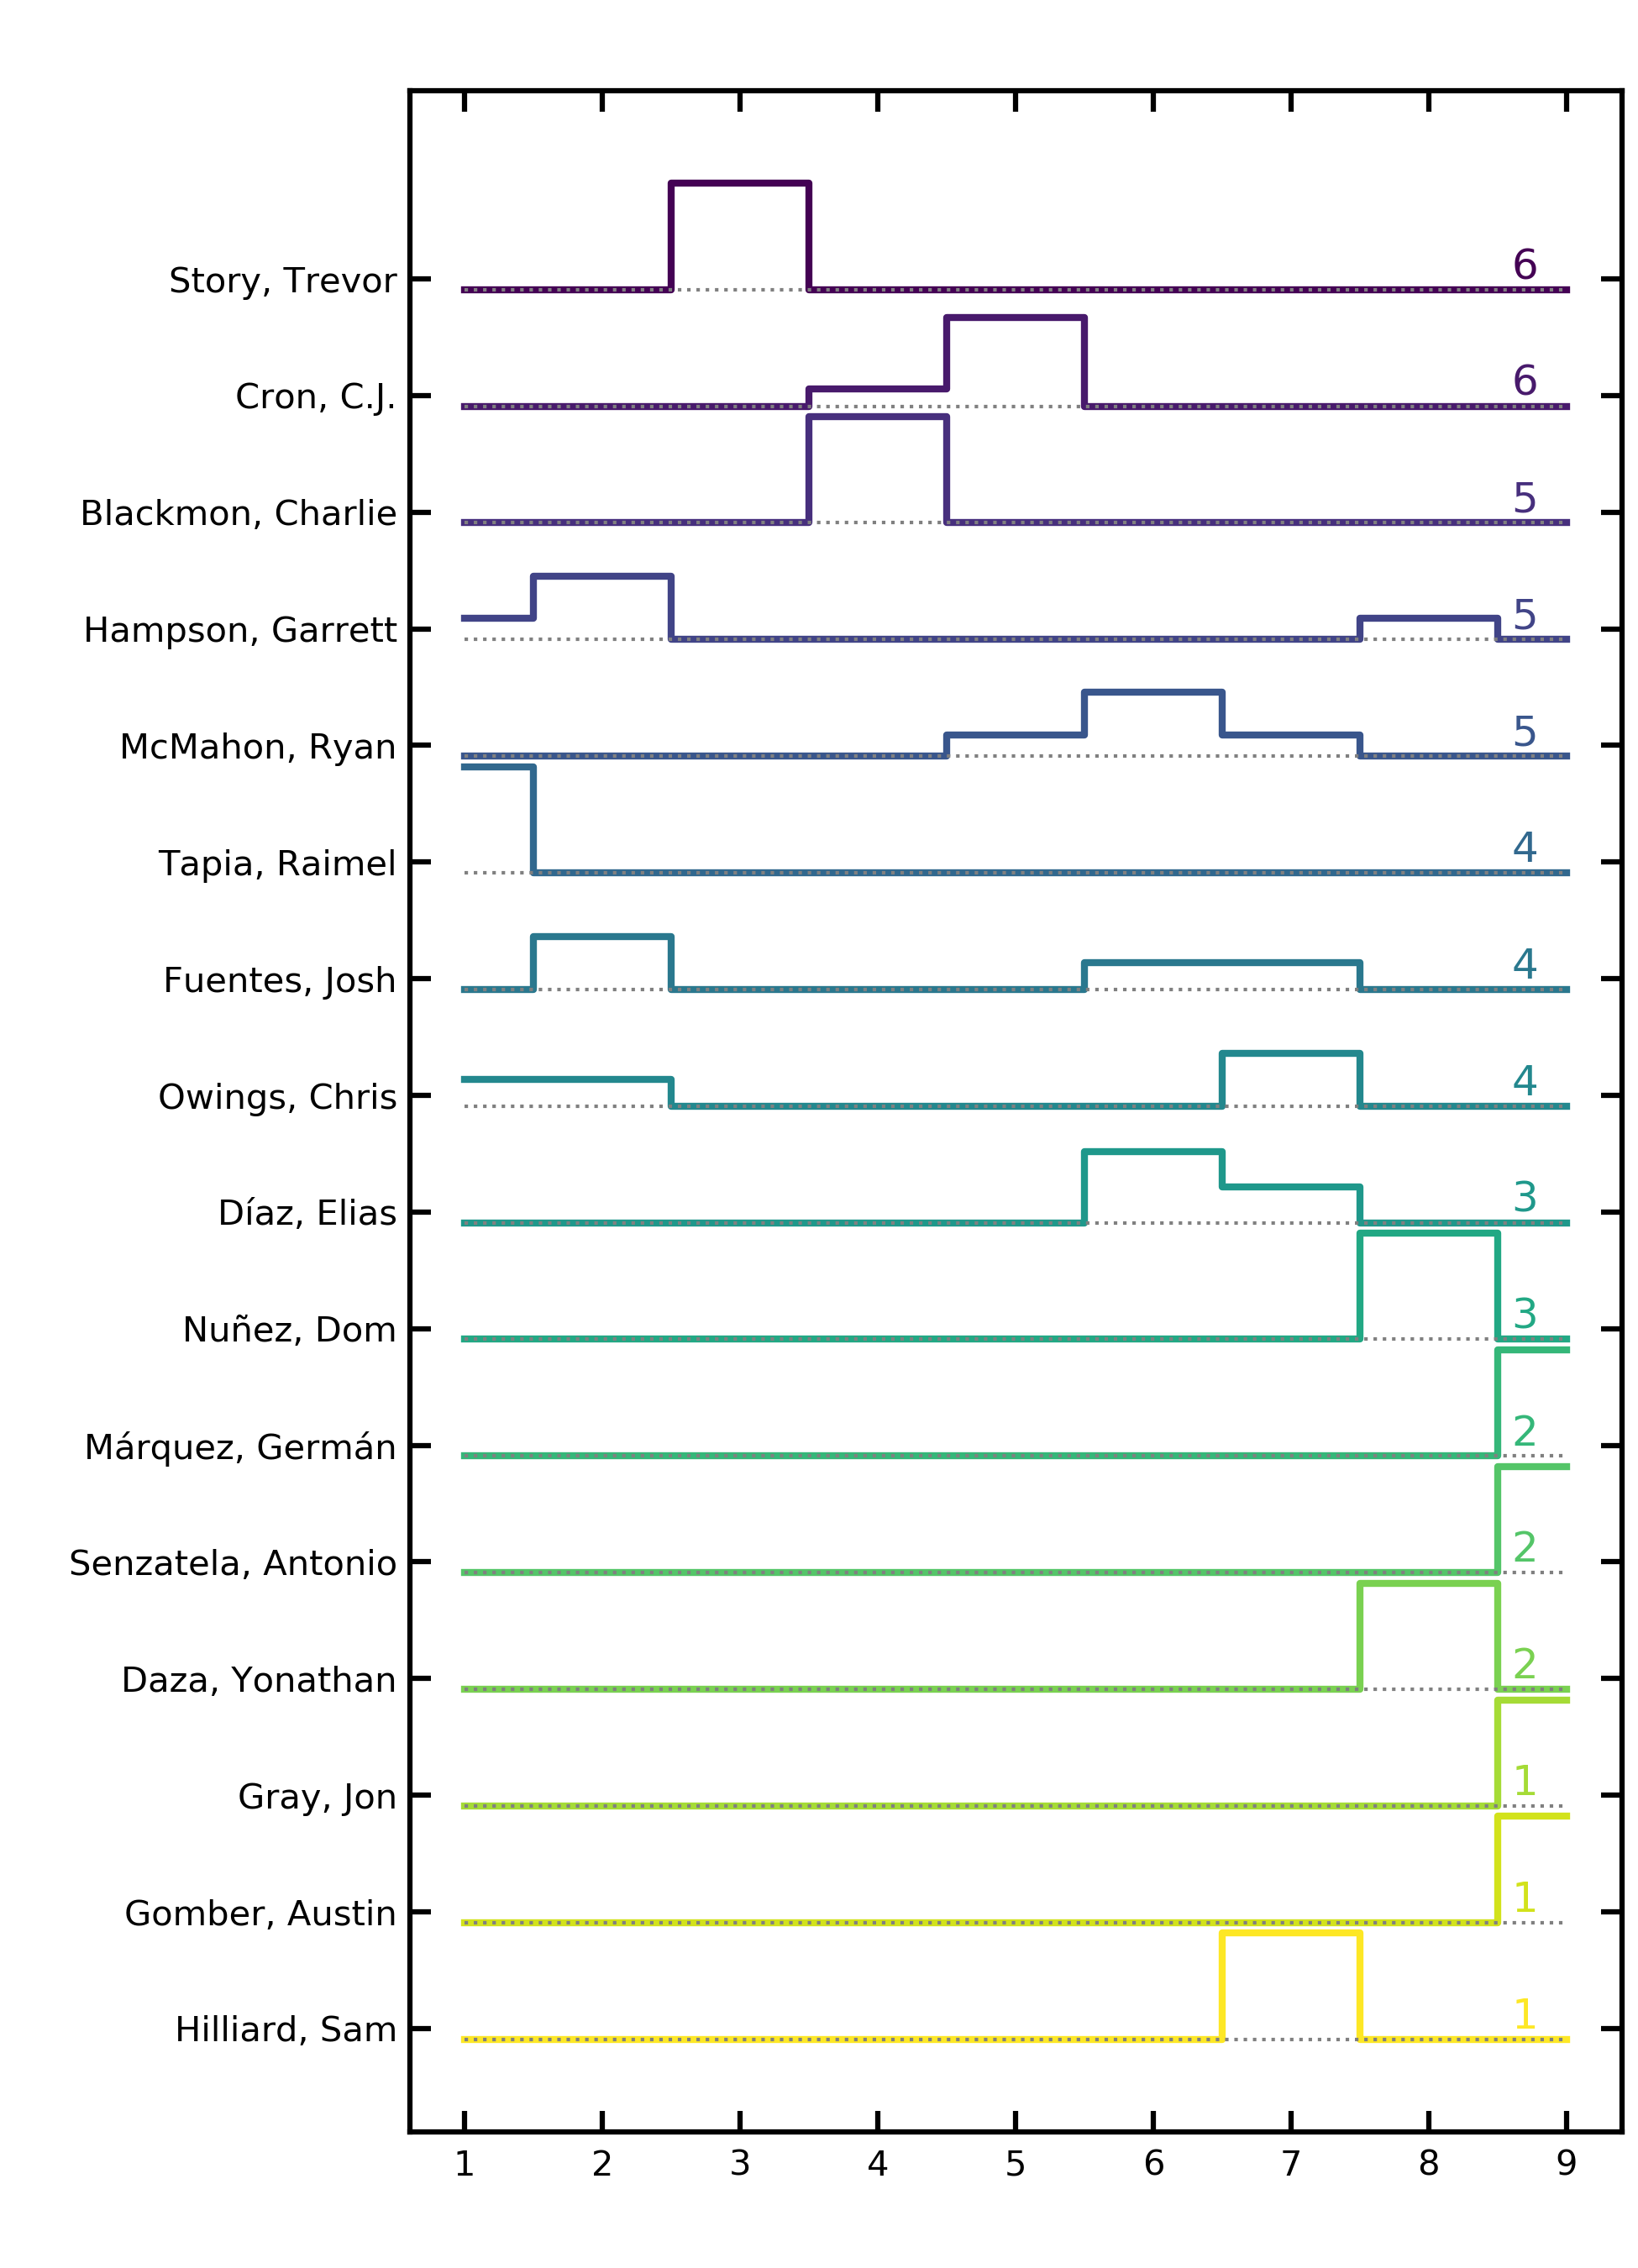 Story, Trevor 6
Cron, C.J. 6
Blackmon, Charlie 5
Hampson, Garrett 5
McMahon, Ryan 5
Tapia, Raimel 4
Fuentes, Josh 4
Owings, Chris 4
Díaz, Elias 3
Nuñez, Dom 3
Márquez, Germán 2
Senzatela, Antonio 2
Daza, Yonathan 2
Gray, Jon 1
Gomber, Austin 1
Hilliard, Sam 1
1 2 3 4 5 6 7 8 9